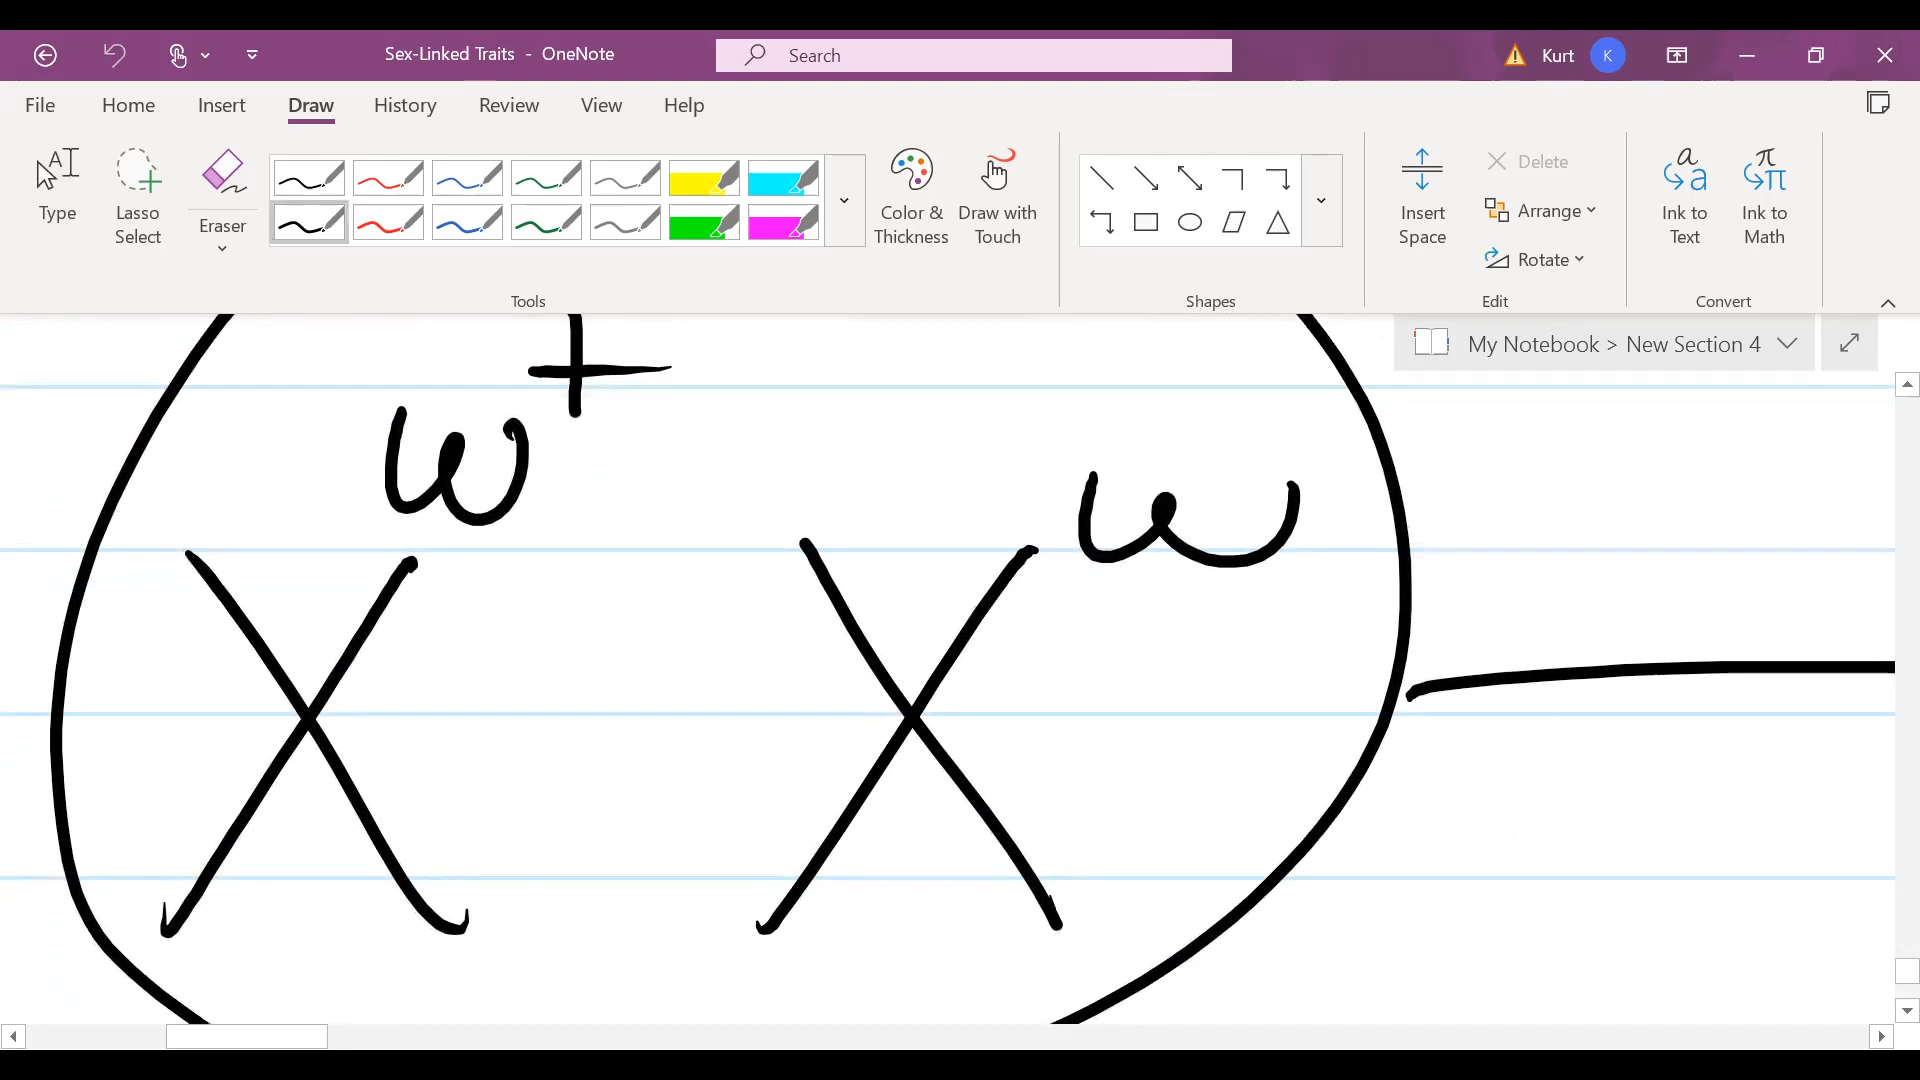 Sex-Linked Traits - OneNote
Search
Kurt
K
File Home Insert Draw History Review View Help
Type
Lasso Select
Eraser
Color & Thickness
Draw with Touch
Insert Space
Delete
Arrange
Rotate
Ink to Text
Ink to Math
Tools
Shapes
Edit
Convert
My Notebook > New Section 4
X^w+ X^w